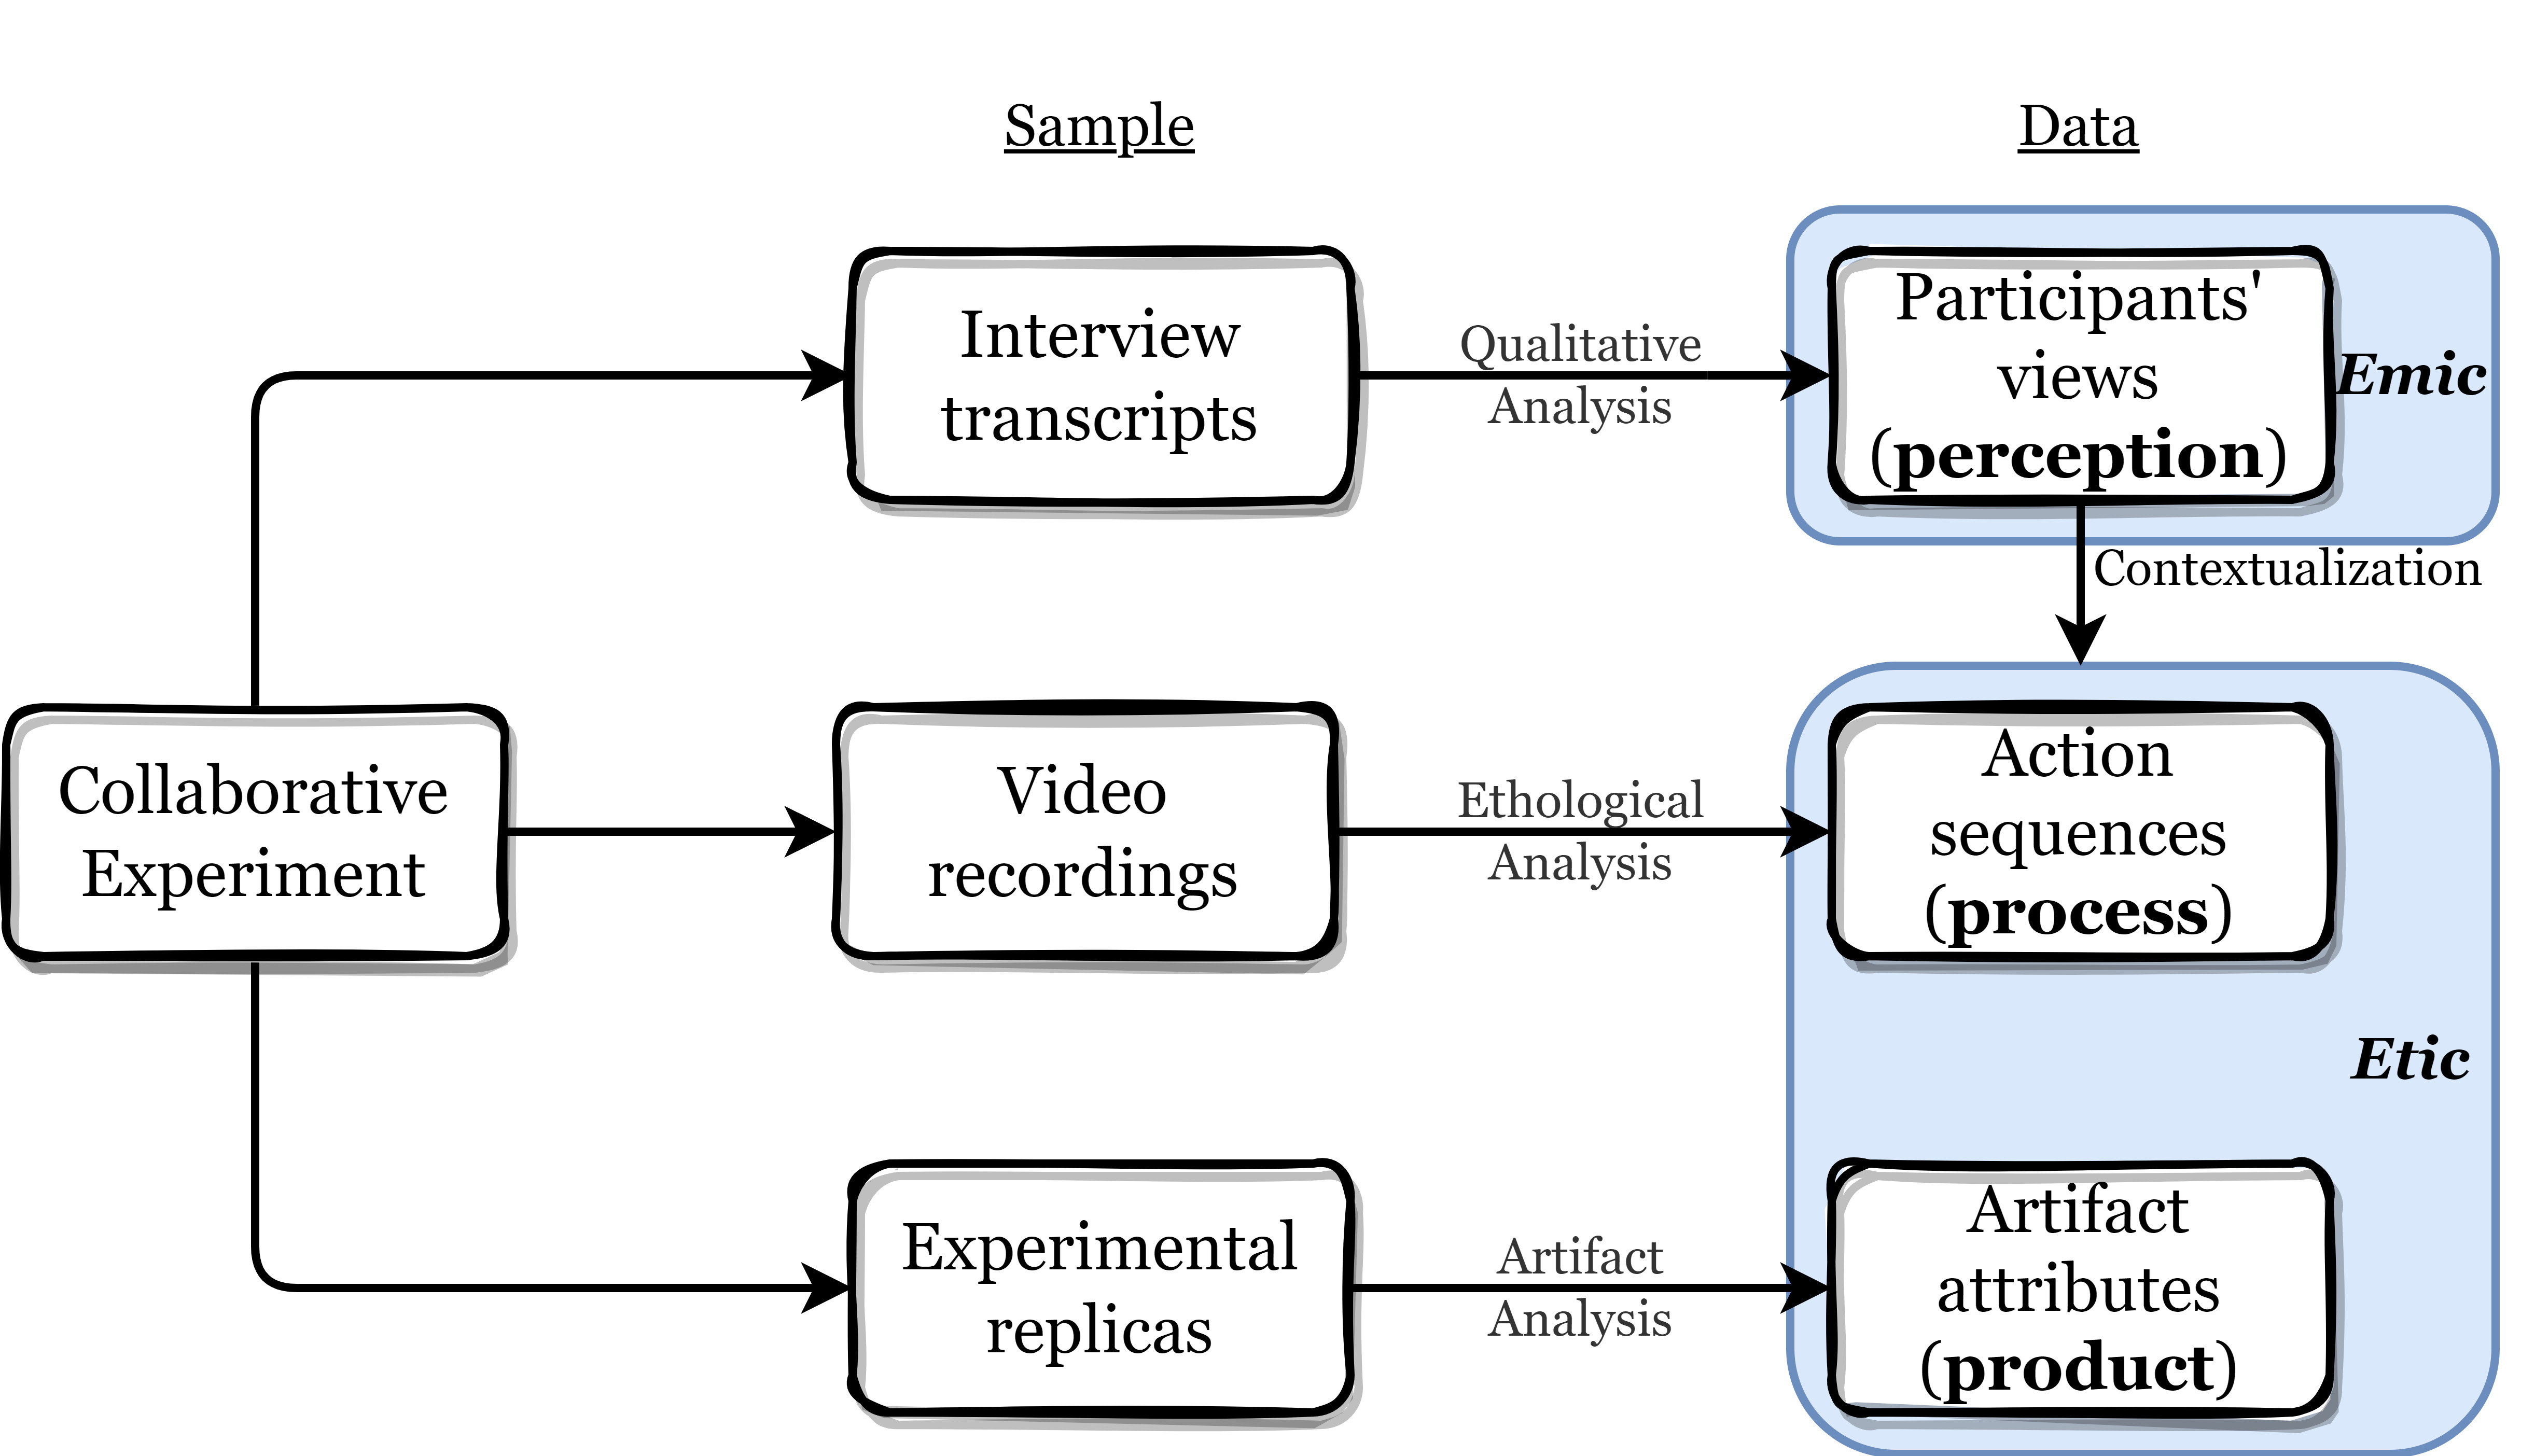 Sample
Data
Interview
transcripts
Qualitative
Analysis
Participants'
views
(perception)
Emic
Contextualization
Collaborative
Experiment
Video
recordings
Ethological
Analysis
Action
sequences
(process)
Etic
Experimental
replicas
Artifact
Analysis
Artifact
attributes
(product)